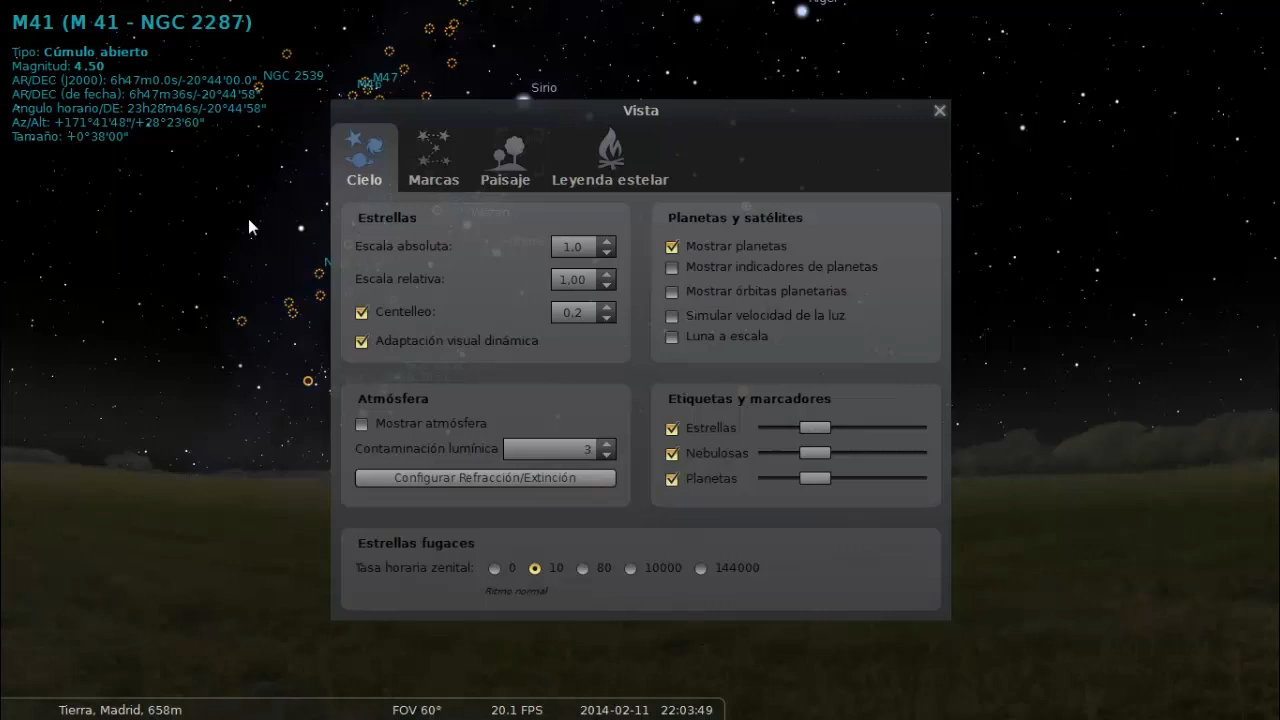 M41 (M 41 - NGC 2287)
Tipo: Cúmulo abierto
Magnitud: 4.50
AR/DEC (J2000): 6h47m0.0s/-20°44'00.0"
AR/DEC (de fecha): 6h47m36s/-20°44'58"
Angulo horario/DE: 23h28m46s/-20°44'58"
Az/Alt: +171°41'48"/+28°23'60"
Tamaño: +0°38'00"
NGC 2539
M47
M46
Sirio
Vista
Cielo
Marcas
Paisaje
Leyenda estelar
Estrellas
Escala absoluta: 1,0
Escala relativa: 1,00
Centelleo: 0.2
Adaptación visual dinámica
Planetas y satélites
Mostrar planetas
Mostrar indicadores de planetas
Mostrar órbitas planetarias
Simular velocidad de la luz
Luna a escala
Atmósfera
Mostrar atmósfera
Contaminación lumínica 3
Configurar Refracción/Extinción
Etiquetas y marcadores
Estrellas
Nebulosas
Planetas
Estrellas fugaces
Tasa horaria zenital: 0 10 80 10000 144000
Ritmo normal
Tierra, Madrid, 658m FOV 60° 20.1 FPS 2014-02-11 22:03:49